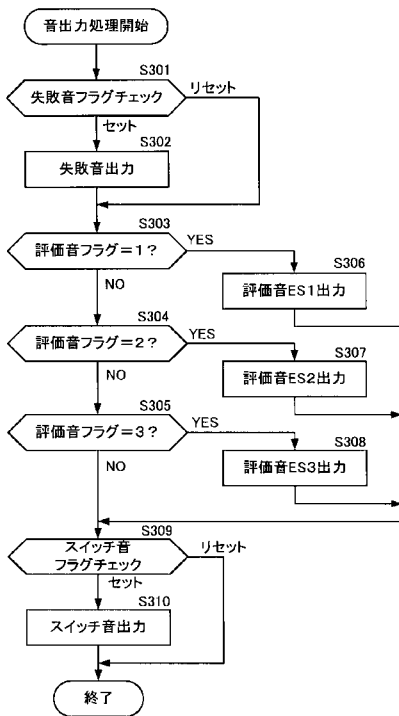 音出力処理開始
S301
失敗音フラグチェック
リセット
セット
S302
失敗音出力
S303
評価音フラグ=1?
YES
NO
S306
評価音ES1出力
S304
評価音フラグ=2?
YES
NO
S307
評価音ES2出力
S305
評価音フラグ=3?
YES
NO
S308
評価音ES3出力
S309
スイッチ音
フラグチェック
リセット
セット
S310
スイッチ音出力
終了